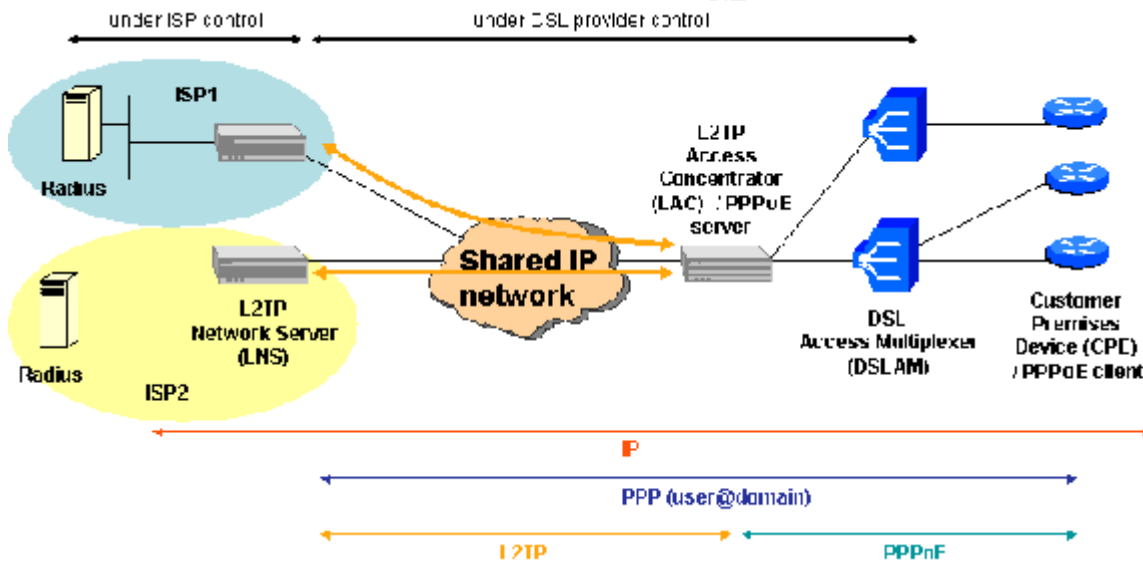 under ISP control
under DSL provider control
ISP1
Radius
L2TP
Access
Concentrator
(LAC) / PPPoE
server
Shared IP
network
L2TP
Network Server
(LNS)
Radius
ISP2
DSL
Access Multiplexer
(DSLAM)
Customer
Premises
Device (CPE)
/ PPPoE client
IP
PPP (user@domain)
L2TP
PPPoE